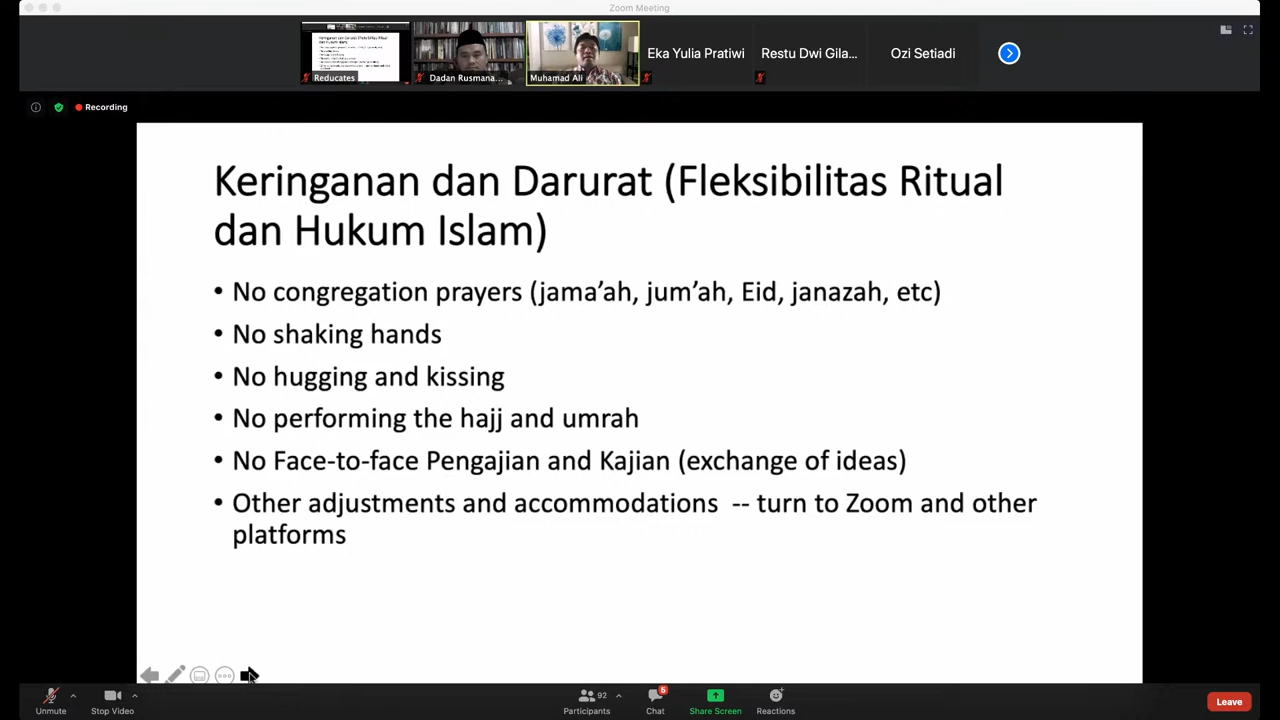 Zoom Meeting
Reducates
Dadan Rusmana...
Muhamad Ali
Eka Yulia Pratiwi
Restu Dwi Gila...
Ozi Setiadi
Recording
Keringanan dan Darurat (Fleksibilitas Ritual
dan Hukum Islam)
• No congregation prayers (jama’ah, jum’ah, Eid, janazah, etc)
• No shaking hands
• No hugging and kissing
• No performing the hajj and umrah
• No Face-to-face Pengajian and Kajian (exchange of ideas)
• Other adjustments and accommodations -- turn to Zoom and other
platforms
Unmute
Stop Video
92
Participants
5
Chat
Share Screen
Reactions
Leave